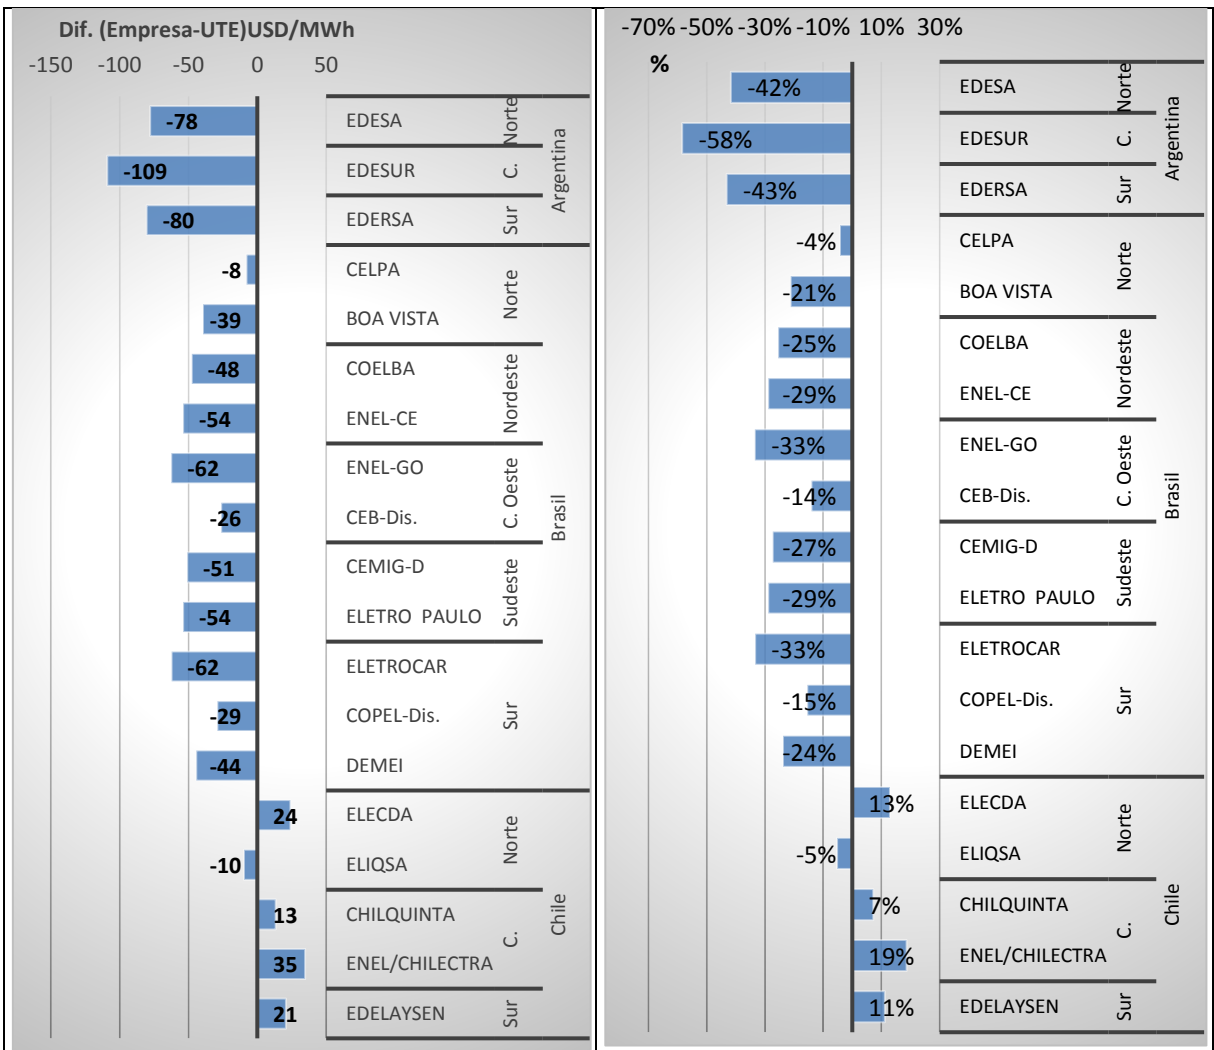 Dif. (Empresa-UTE)USD/MWh
-150 -100 -50 0 50
-78 EDESA Norte
-109 EDESUR C. Argentina
-80 EDERSA Sur
-8 CELPA
Norte
-39 BOA VISTA
-48 COELBA
Nordeste
-54 ENEL-CE
-62 ENEL-GO
C. Oeste
-26 CEB-Dis.
Brasil
-51 CEMIG-D
Sudeste
-54 ELETRO PAULO
-62 ELETROCAR
-29 COPEL-Dis. Sur
-44 DEMEI
24 ELECDA
Norte
-10 ELIQSA
13 CHILQUINTA
C. Chile
35 ENEL/CHILECTRA
21 EDELAYSEN Sur
-70% -50% -30% -10% 10% 30%
%
-42% EDESA Norte
-58% EDESUR C. Argentina
-43% EDERSA Sur
-4% CELPA
Norte
-21% BOA VISTA
-25% COELBA
Nordeste
-29% ENEL-CE
-33% ENEL-GO
C. Oeste
-14% CEB-Dis.
Brasil
-27% CEMIG-D
Sudeste
-29% ELETRO PAULO
-33% ELETROCAR
-15% COPEL-Dis. Sur
-24% DEMEI
13% ELECDA
Norte
-5% ELIQSA
7% CHILQUINTA
C. Chile
19% ENEL/CHILECTRA
11% EDELAYSEN Sur